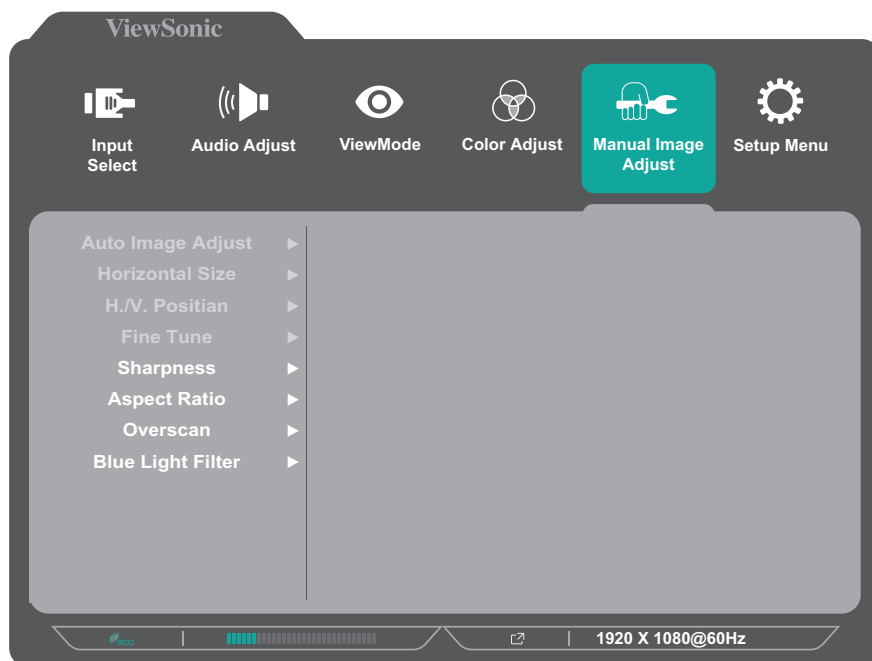 ViewSonic
Input
Select
Audio Adjust
ViewMode
Color Adjust
Manual Image
Adjust
Setup Menu
Auto Image Adjust
Horizontal Size
H./V. Positian
Fine Tune
Sharpness
Aspect Ratio
Overscan
Blue Light Filter
eco
1920 X 1080@60Hz